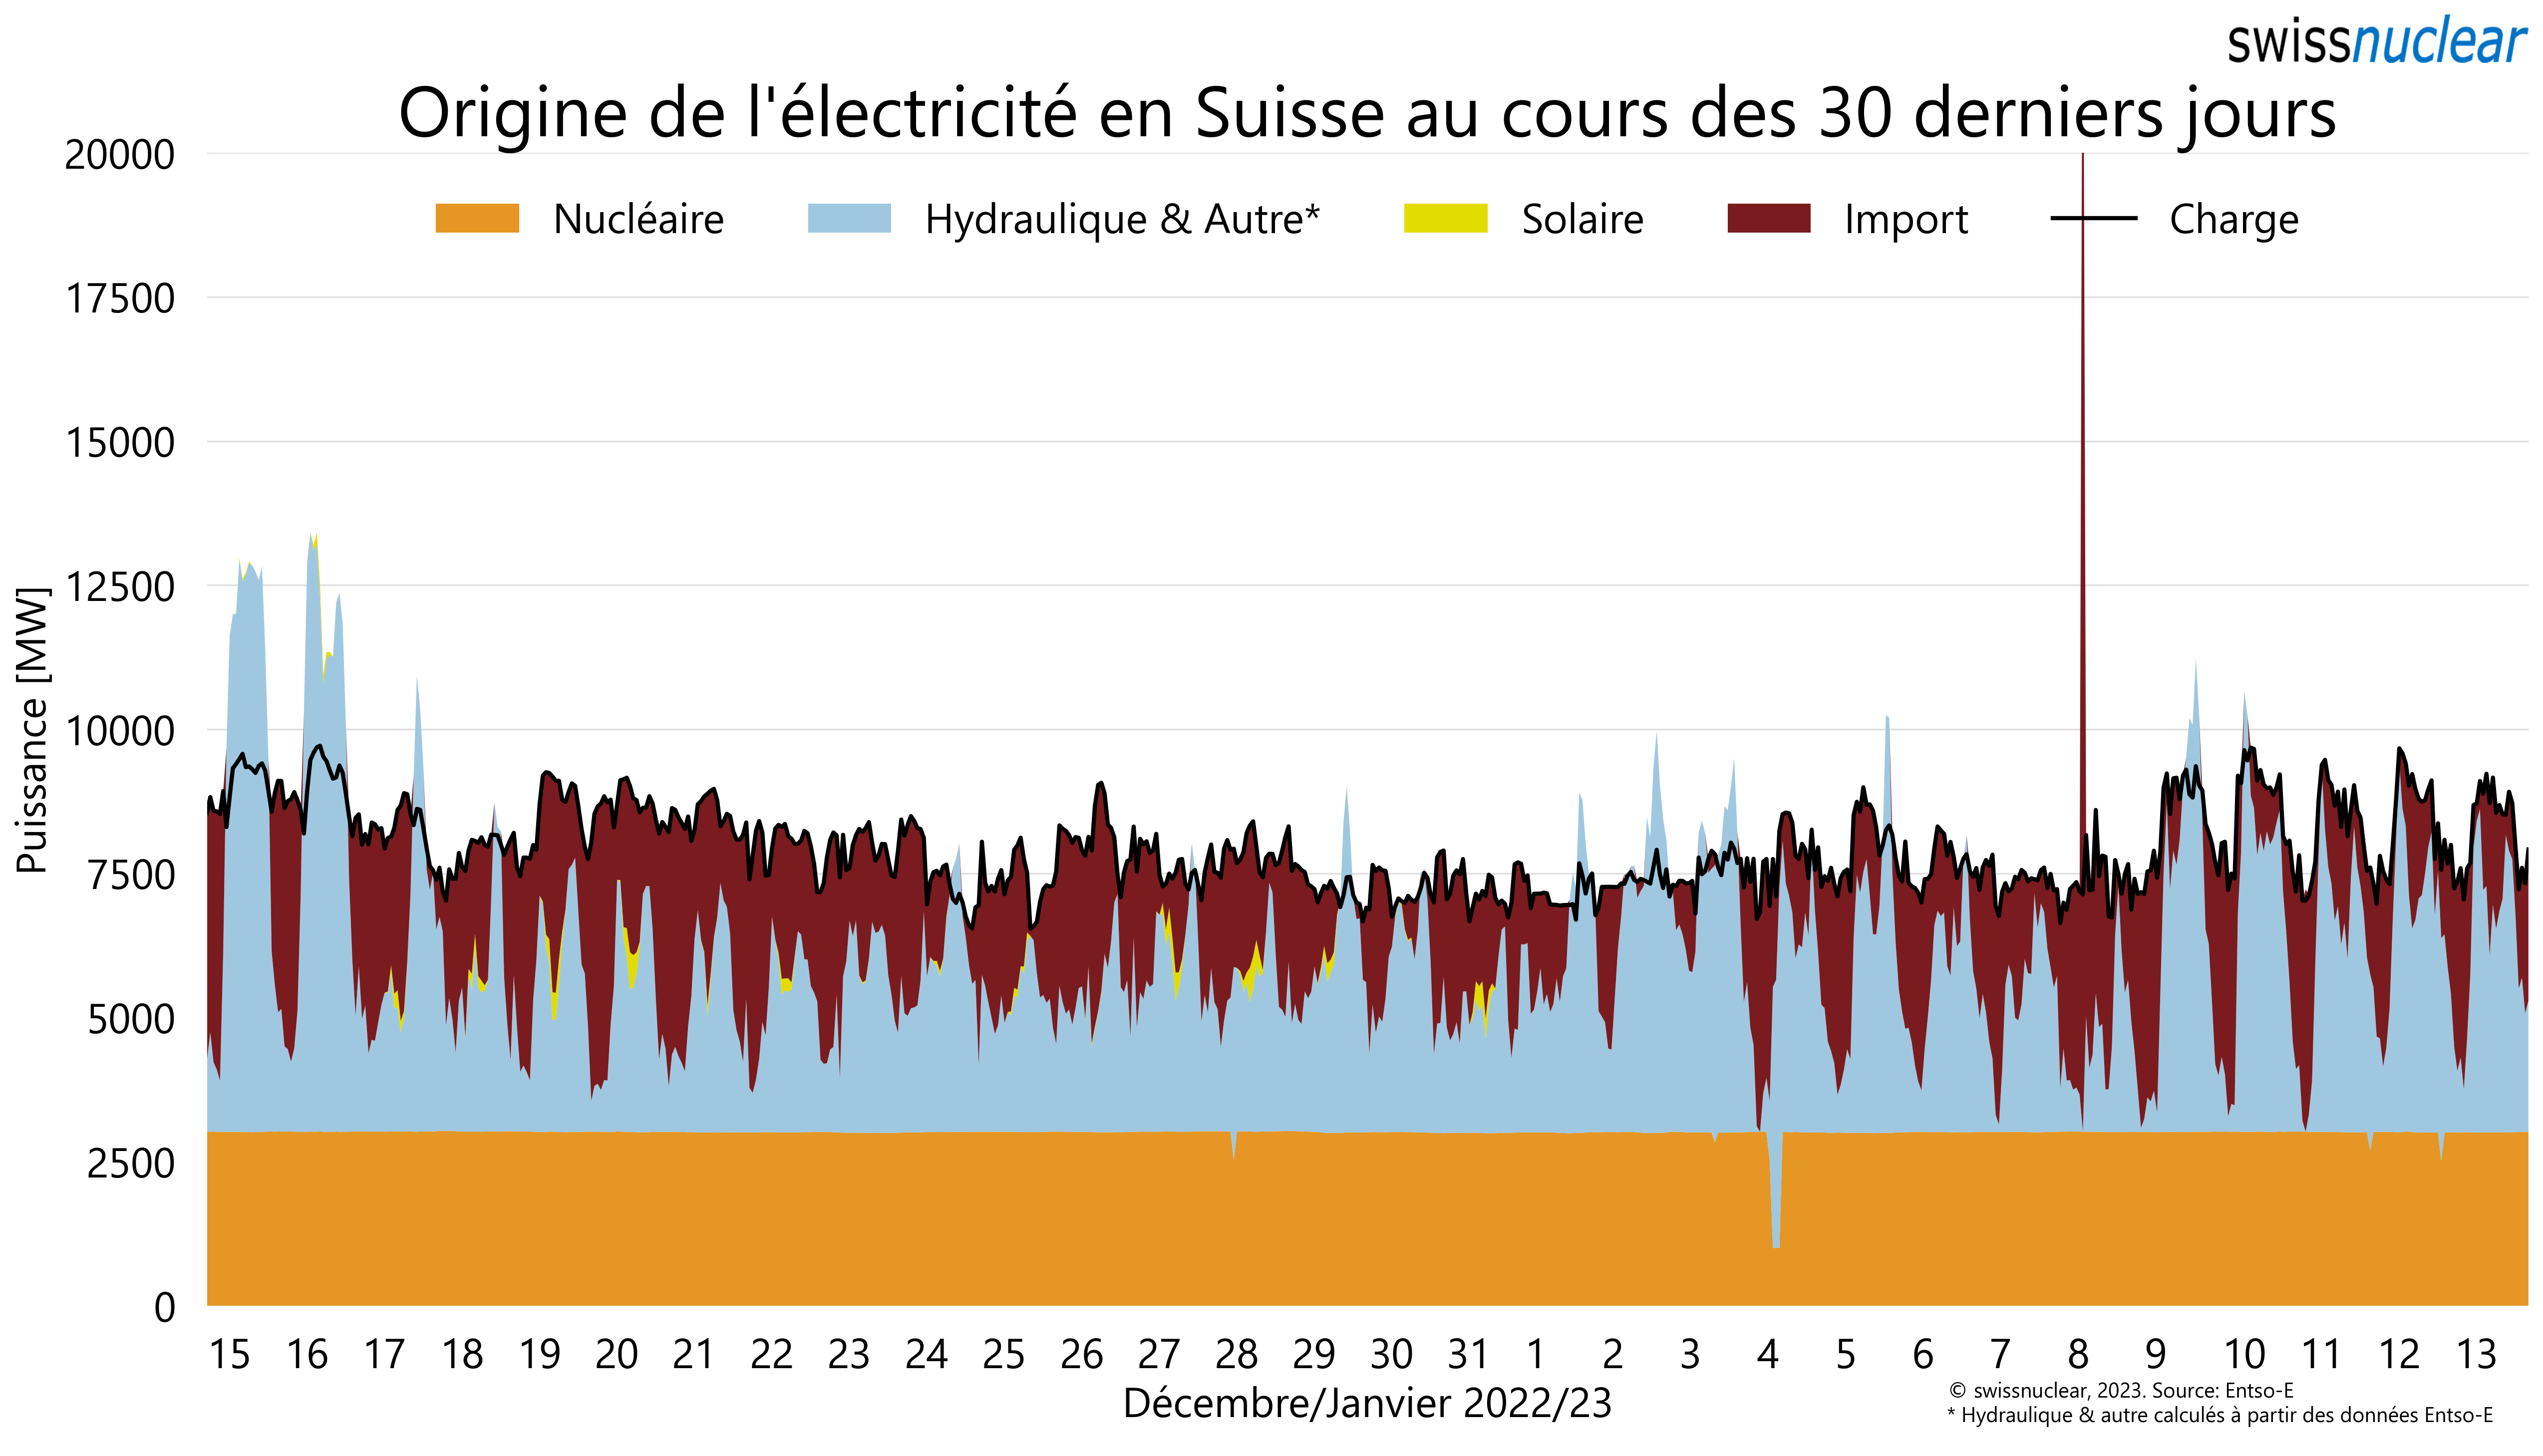 swissnuclear
Origine de l'électricité en Suisse au cours des 30 derniers jours
20000
Nucléaire Hydraulique & Autre* Solaire Import Charge
17500
15000
12500
10000
7500
5000
2500
0
Puissance [MW]
15 16 17 18 19 20 21 22 23 24 25 26 27 28 29 30 31 1 2 3 4 5 6 7 8 9 10 11 12 13
Décembre/Janvier 2022/23
© swissnuclear, 2023. Source: Entso-E
* Hydraulique & autre calculés à partir des données Entso-E